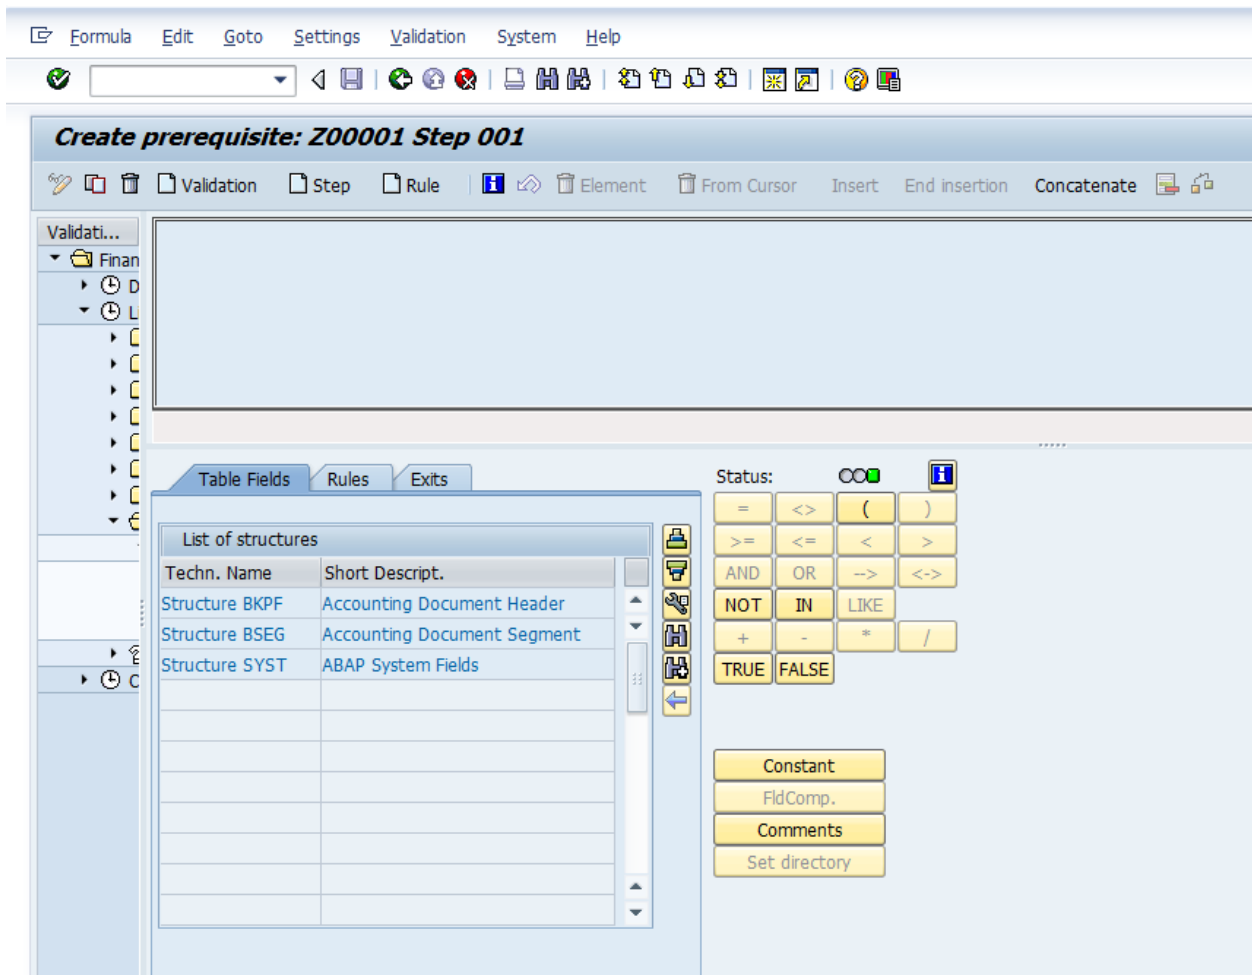 Formula Edit Goto Settings Validation System Help
Create prerequisite: Z00001 Step 001
Validation Step Rule Element From Cursor Insert End insertion Concatenate
Validati...
Finan
D
C
Table Fields Rules Exits
List of structures
Techn. Name Short Descript.
Structure BKPF Accounting Document Header
Structure BSEG Accounting Document Segment
Structure SYST ABAP System Fields
Status:
= <> ( )
>= <= < >
AND OR --> <->
NOT IN LIKE
+ - * /
TRUE FALSE
Constant
FldComp.
Comments
Set directory